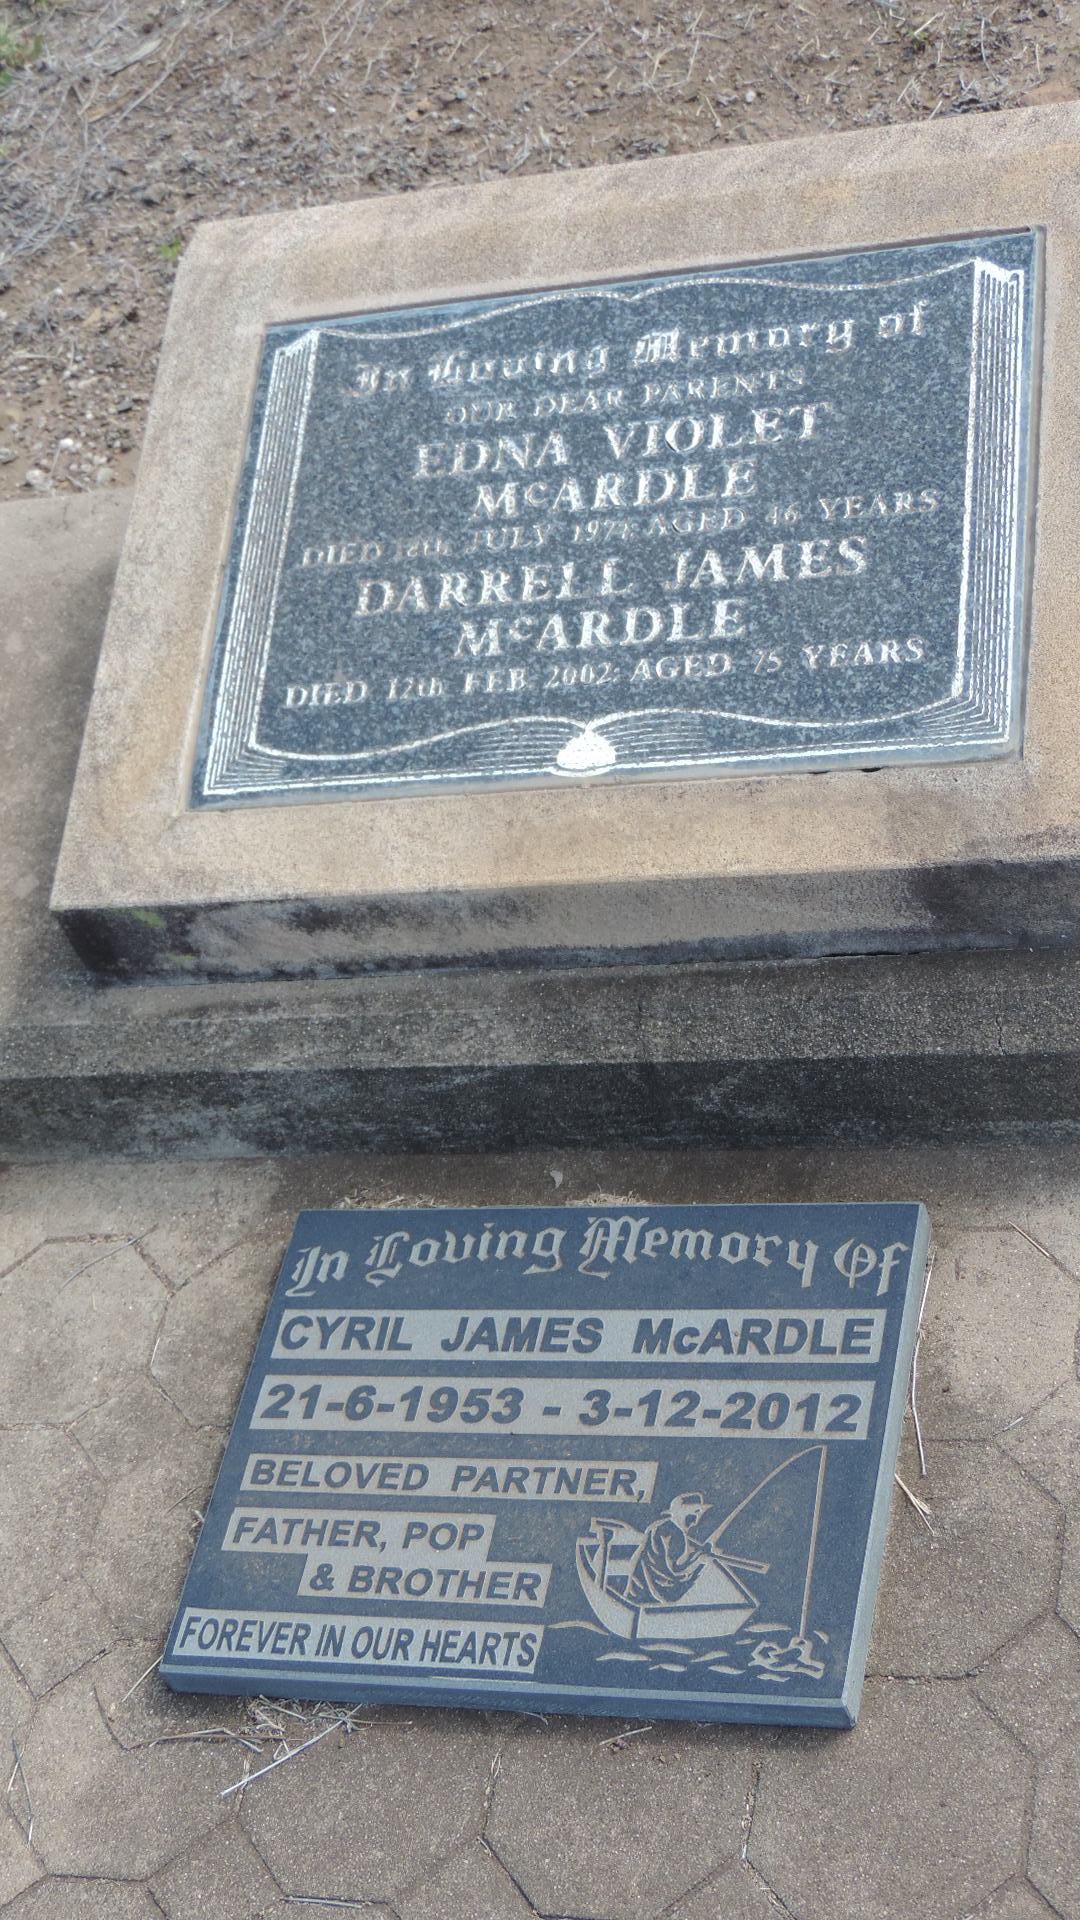 In Loving Memory of
OUR DEAR PARENTS
EDNA VIOLET
McARDLE
DIED JULY AGED 46 YEARS
DARRELL JAMES
McARDLE
DIED 12th FEB. 2002: AGED 75 YEARS
In Loving Memory Of
CYRIL JAMES McARDLE
21-6-1953 - 3-12-2012
BELOVED PARTNER,
FATHER, POP
& BROTHER
FOREVER IN OUR HEARTS